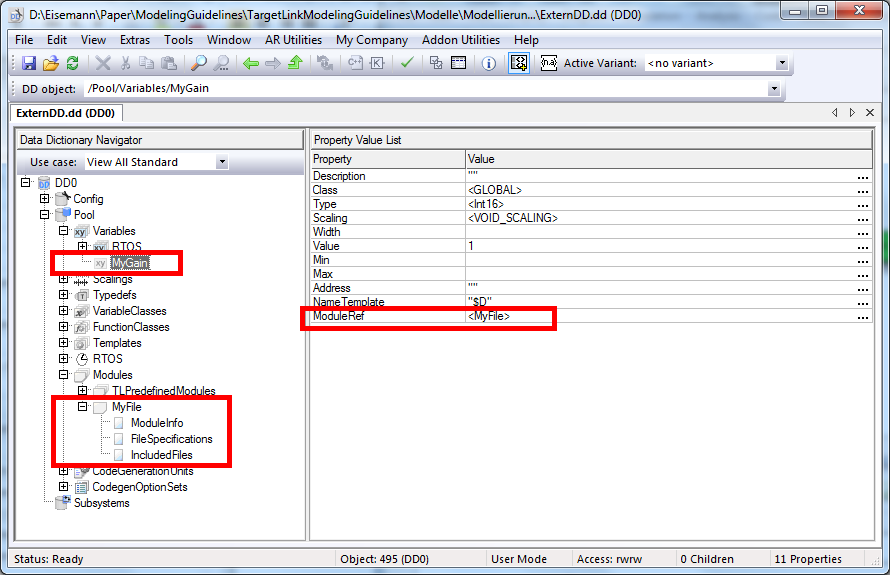 D:\Eisemann\Paper\ModelingGuidelines\TargetLinkModelingGuidelines\Modelle\Modellierun...\ExternDD.dd (DD0)
File Edit View Extras Tools Window AR Utilities My Company Addon Utilities Help
Active Variant: <no variant>
DD object: /Pool/Variables/MyGain
ExternDD.dd (DD0)
Data Dictionary Navigator
Use case: View All Standard
DD0
Config
Pool
Variables
RTOS
MyGain
Scalings
Typedefs
VariableClasses
FunctionClasses
Templates
RTOS
Modules
TLPredefinedModules
MyFile
ModuleInfo
FileSpecifications
IncludedFiles
CodeGenerationUnits
CodegenOptionSets
Subsystems
Property Value List
Property Value
Description "" ...
Class <GLOBAL> ...
Type <Int16> ...
Scaling <VOID_SCALING> ...
Width ...
Value 1 ...
Min ...
Max ...
Address "" ...
NameTemplate "$D" ...
ModuleRef <MyFile> ...
Status: Ready Object: 495 (DD0) User Mode Access: rwrw 0 Children 11 Properties